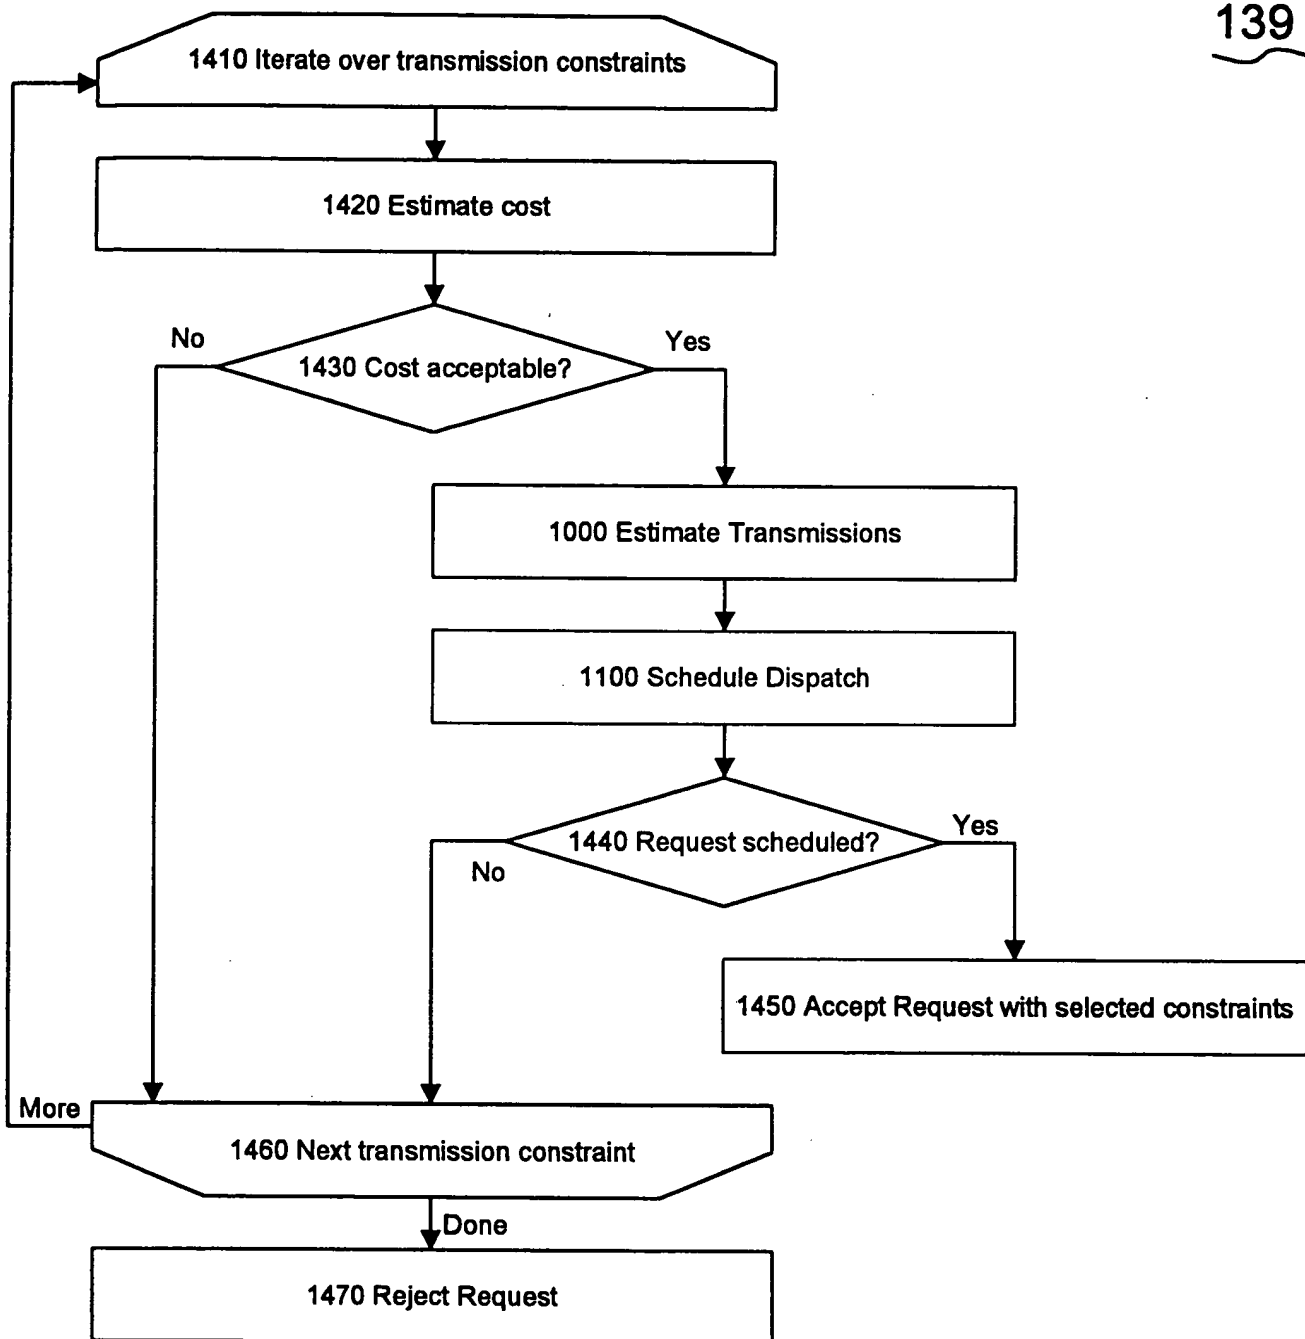 139
1410 Iterate over transmission constraints
1420 Estimate cost
No
Yes
1430 Cost acceptable?
1000 Estimate Transmissions
1100 Schedule Dispatch
1440 Request scheduled?
Yes
No
1450 Accept Request with selected constraints
More
1460 Next transmission constraint
Done
1470 Reject Request